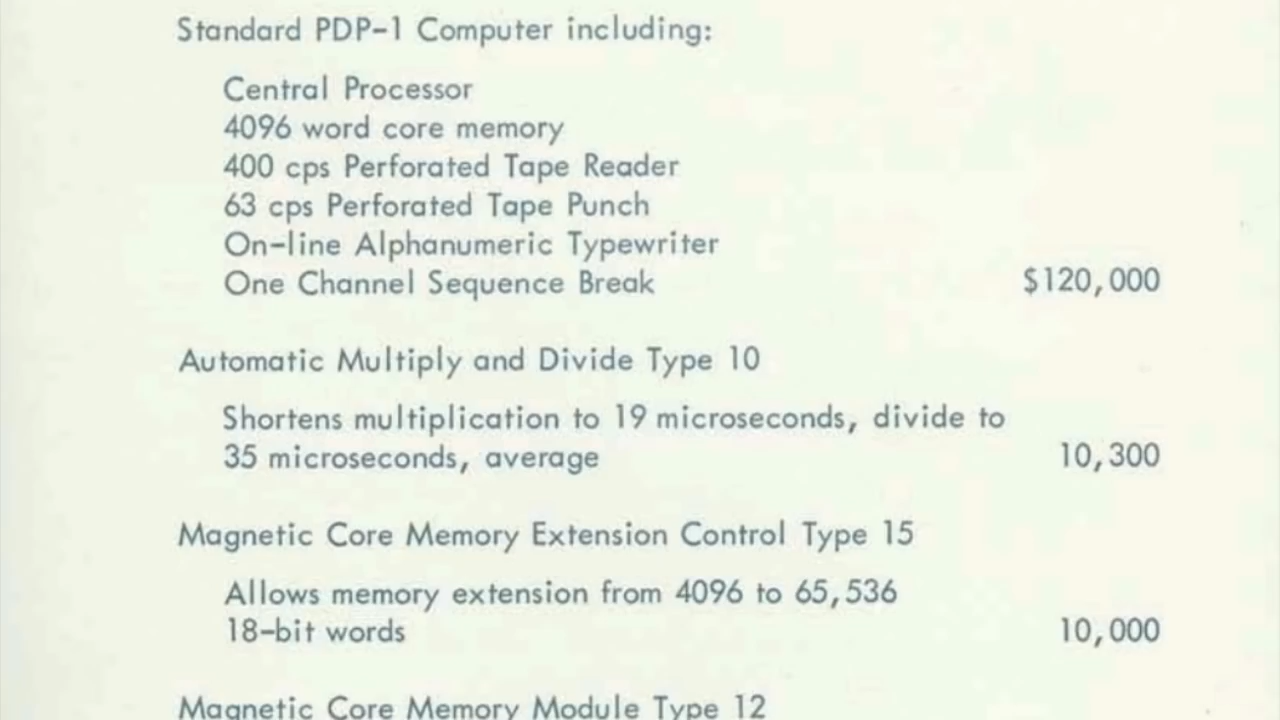 Standard PDP-1 Computer including:
Central Processor
4096 word core memory
400 cps Perforated Tape Reader
63 cps Perforated Tape Punch
On-line Alphanumeric Typewriter
One Channel Sequence Break $120,000
Automatic Multiply and Divide Type 10
Shortens multiplication to 19 microseconds, divide to
35 microseconds, average 10,300
Magnetic Core Memory Extension Control Type 15
Allows memory extension from 4096 to 65,536
18-bit words 10,000
Magnetic Core Memory Module Type 12